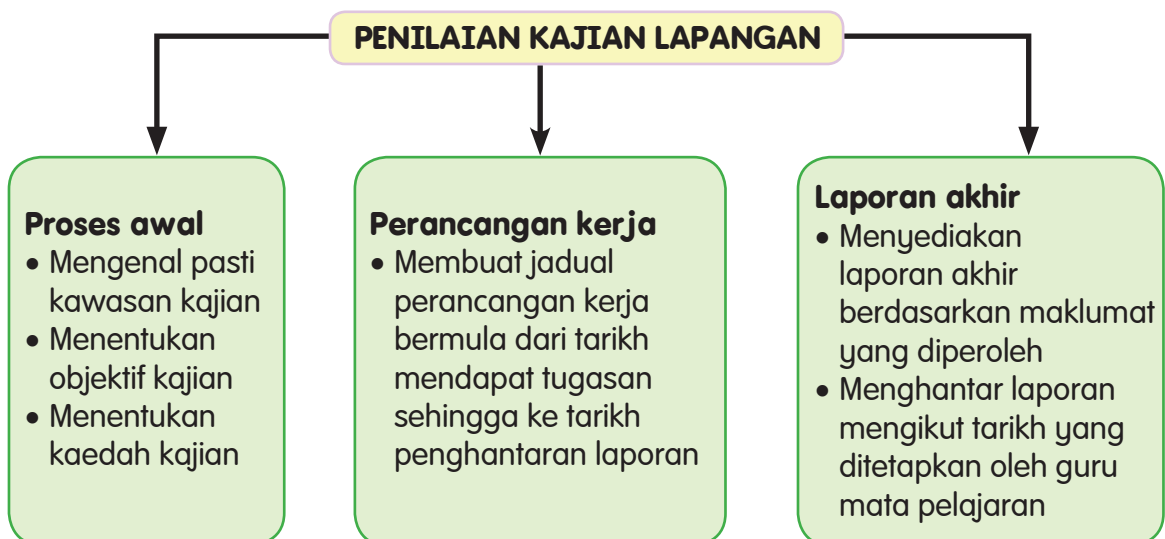 PENILAIAN KAJIAN LAPANGAN
Proses awal
• Mengenal pasti
kawasan kajian
• Menentukan
objektif kajian
• Menentukan
kaedah kajian
Perancangan kerja
• Membuat jadual
perancangan kerja
bermula dari tarikh
mendapat tugasan
sehingga ke tarikh
penghantaran laporan
Laporan akhir
• Menyediakan
laporan akhir
berdasarkan maklumat
yang diperoleh
• Menghantar laporan
mengikut tarikh yang
ditetapkan oleh guru
mata pelajaran